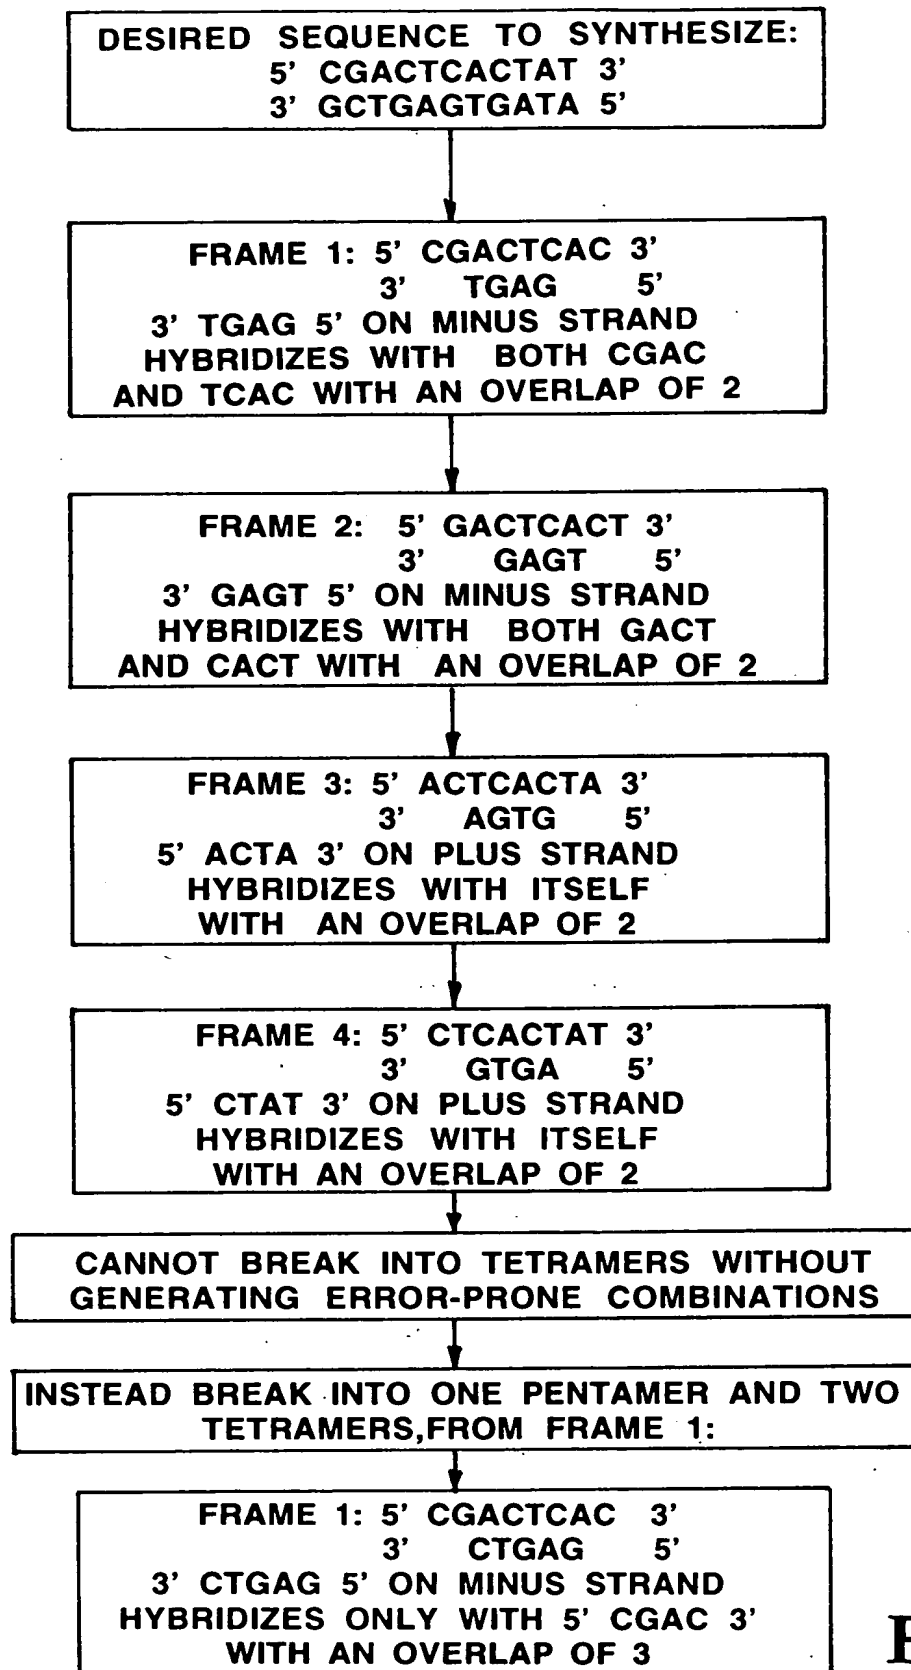 DESIRED SEQUENCE TO SYNTHESIZE:
5' CGACTCACTAT 3'
3' GCTGAGTGATA 5'
FRAME 1: 5' CGACTCAC 3'
3' TGAG 5'
3' TGAG 5' ON MINUS STRAND
HYBRIDIZES WITH BOTH CGAC
AND TCAC WITH AN OVERLAP OF 2
FRAME 2: 5' GACTCACT 3'
3' GAGT 5'
3' GAGT 5' ON MINUS STRAND
HYBRIDIZES WITH BOTH GACT
AND CACT WITH AN OVERLAP OF 2
FRAME 3: 5' ACTCACTA 3'
3' AGTG 5'
5' ACTA 3' ON PLUS STRAND
HYBRIDIZES WITH ITSELF
WITH AN OVERLAP OF 2
FRAME 4: 5' CTCACTAT 3'
3' GTGA 5'
5' CTAT 3' ON PLUS STRAND
HYBRIDIZES WITH ITSELF
WITH AN OVERLAP OF 2
CANNOT BREAK INTO TETRAMERS WITHOUT
GENERATING ERROR-PRONE COMBINATIONS
INSTEAD BREAK INTO ONE PENTAMER AND TWO
TETRAMERS,FROM FRAME 1:
FRAME 1: 5' CGACTCAC 3'
3' CTGAG 5'
3' CTGAG 5' ON MINUS STRAND
HYBRIDIZES ONLY WITH 5' CGAC 3'
WITH AN OVERLAP OF 3